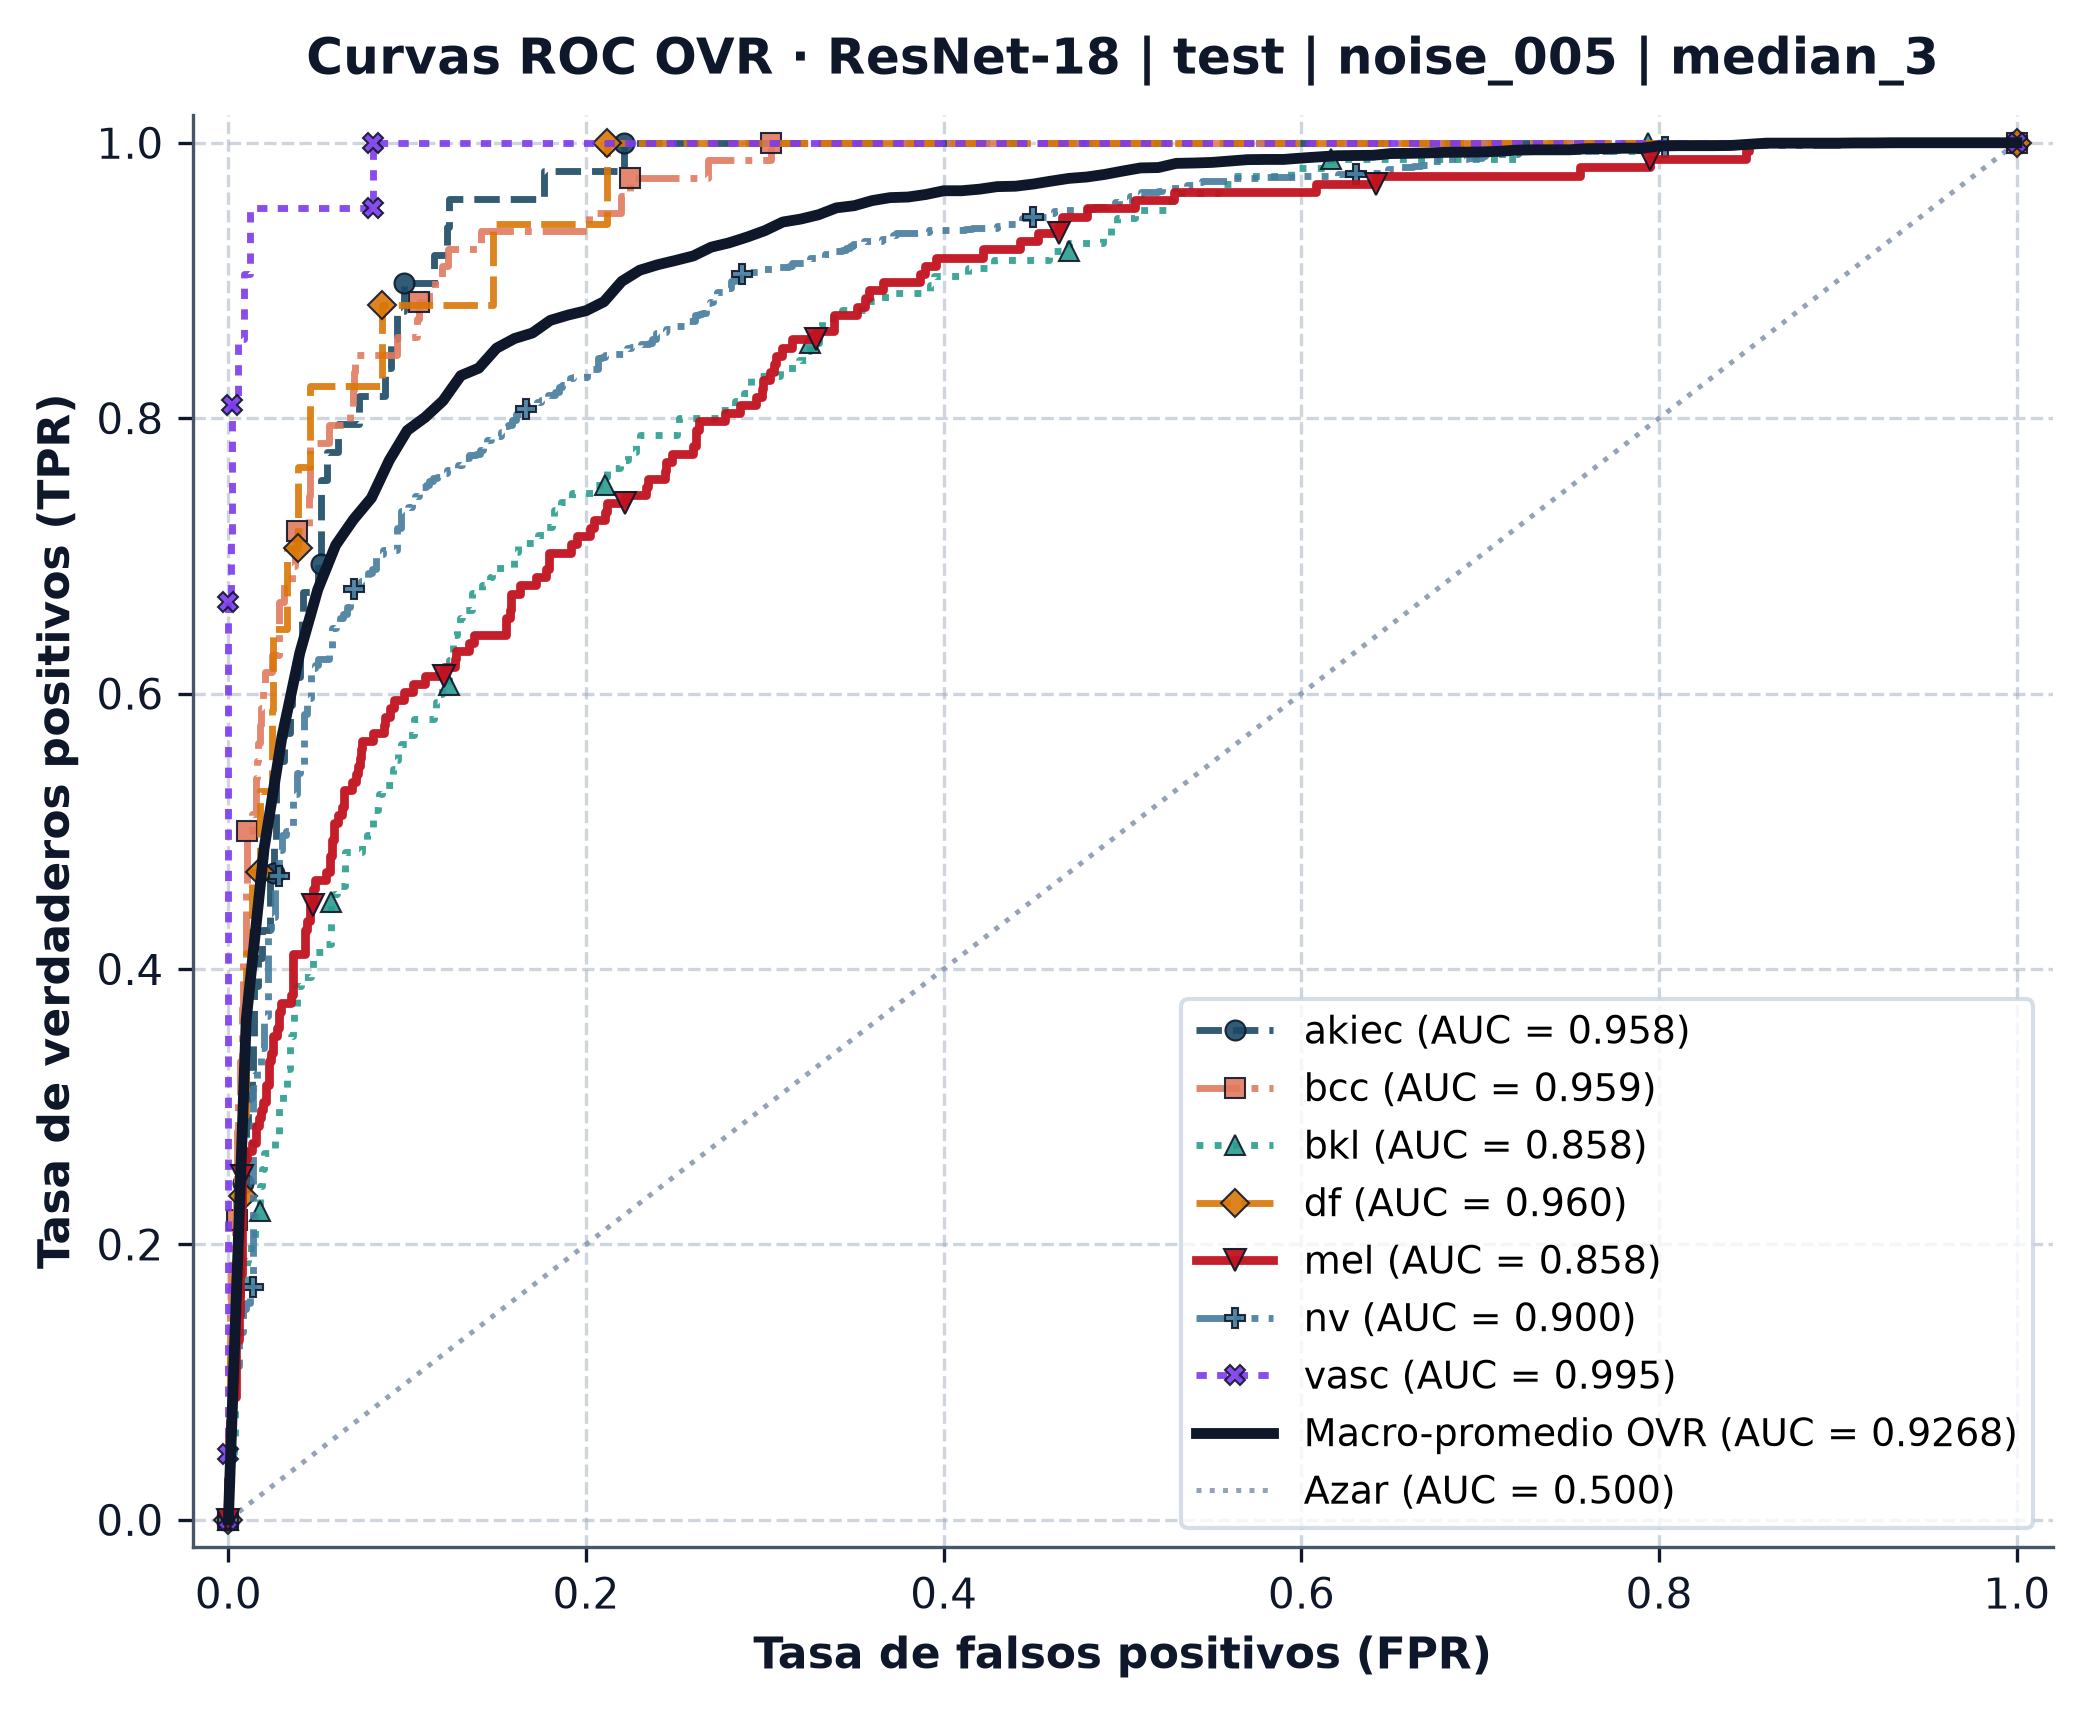 Curvas ROC OVR · ResNet-18 | test | noise_005 | median_3
Tasa de verdaderos positivos (TPR)
1.0
0.8
0.6
0.4
0.2
0.0
akiec (AUC = 0.958)
bcc (AUC = 0.959)
bkl (AUC = 0.858)
df (AUC = 0.960)
mel (AUC = 0.858)
nv (AUC = 0.900)
vasc (AUC = 0.995)
Macro-promedio OVR (AUC = 0.9268)
Azar (AUC = 0.500)
0.0 0.2 0.4 0.6 0.8 1.0
Tasa de falsos positivos (FPR)